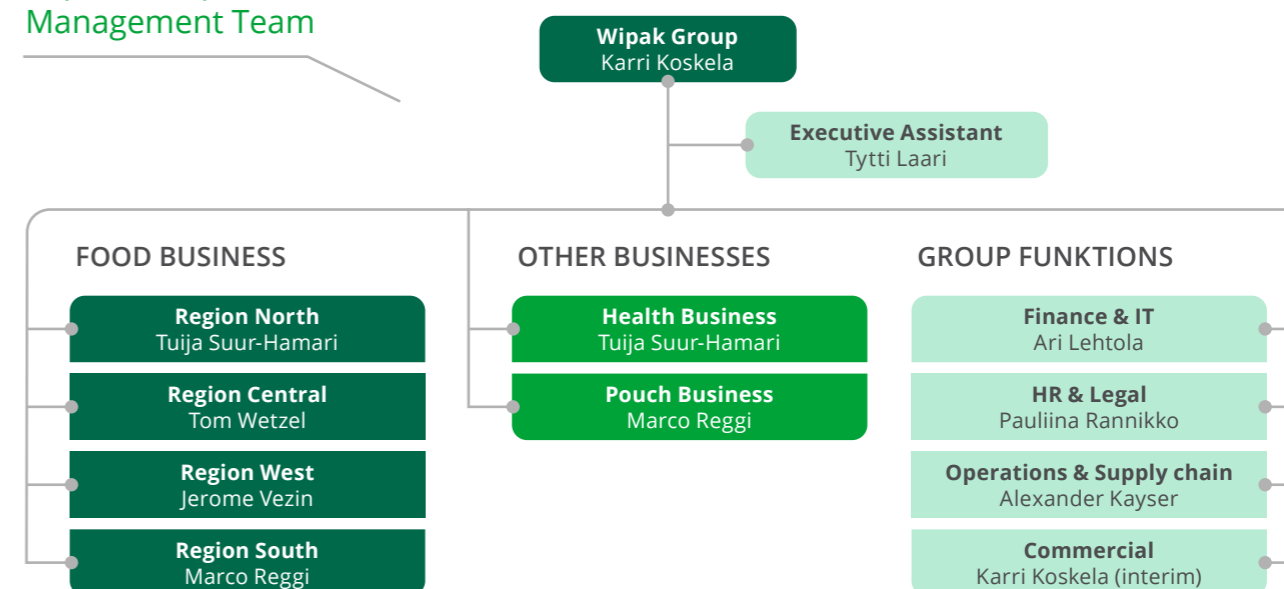 Management Team
Wipak Group
Karri Koskela
Executive Assistant
Tytti Laari
FOOD BUSINESS
Region North
Tuija Suur-Hamari
Region Central
Tom Wetzel
Region West
Jerome Vezin
Region South
Marco Reggi
OTHER BUSINESSES
Health Business
Tuija Suur-Hamari
Pouch Business
Marco Reggi
GROUP FUNKTIONS
Finance & IT
Ari Lehtola
HR & Legal
Pauliina Rannikko
Operations & Supply chain
Alexander Kayser
Commercial
Karri Koskela (interim)